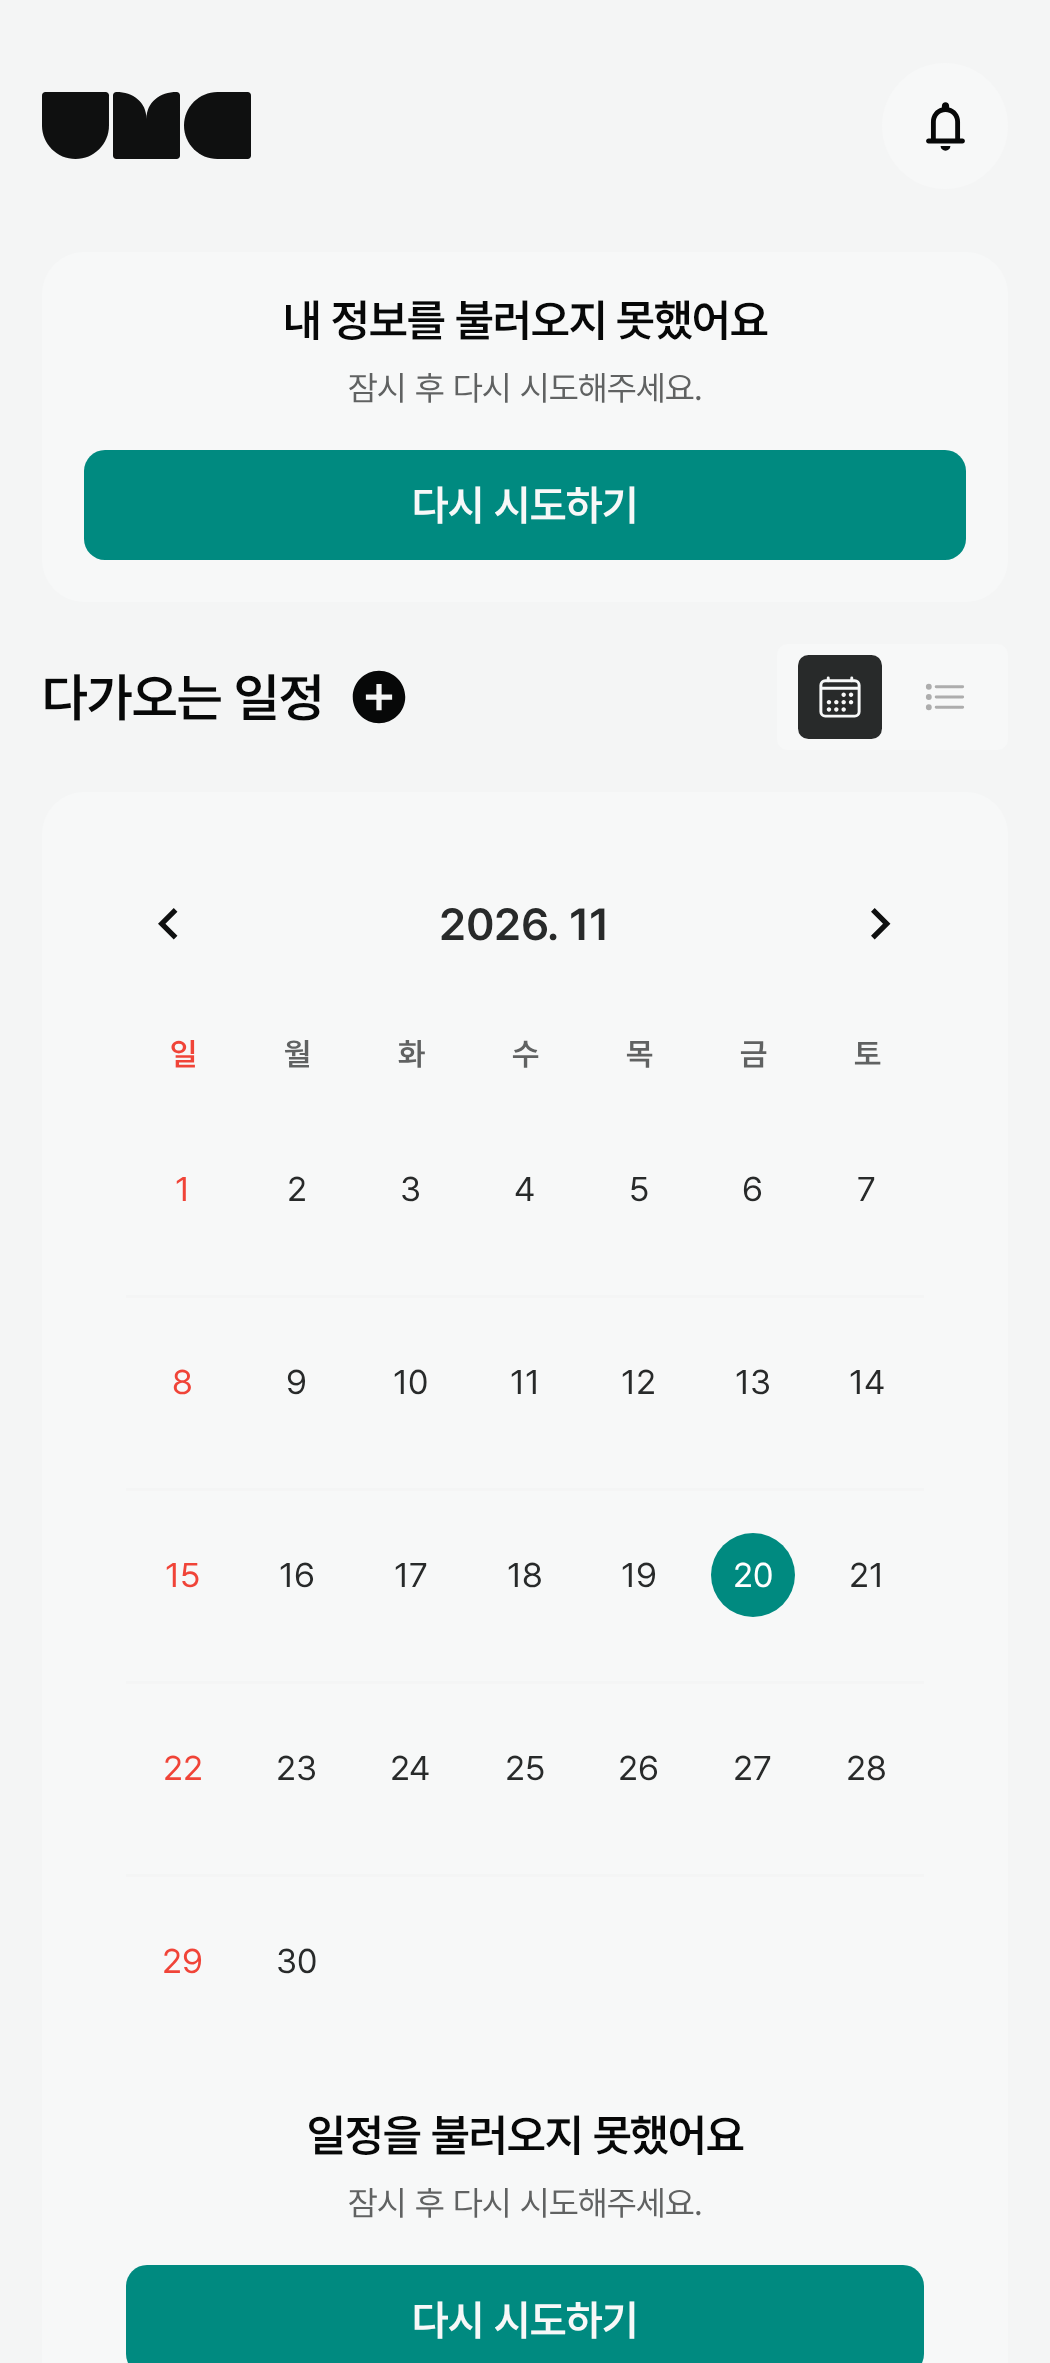 UMC
내 정보를 불러오지 못했어요
잠시 후 다시 시도해주세요.
다시 시도하기
다가오는 일정
2026. 11
일 월 화 수 목 금 토
1 2 3 4 5 6 7
8 9 10 11 12 13 14
15 16 17 18 19 20 21
22 23 24 25 26 27 28
29 30
일정을 불러오지 못했어요
잠시 후 다시 시도해주세요.
다시 시도하기